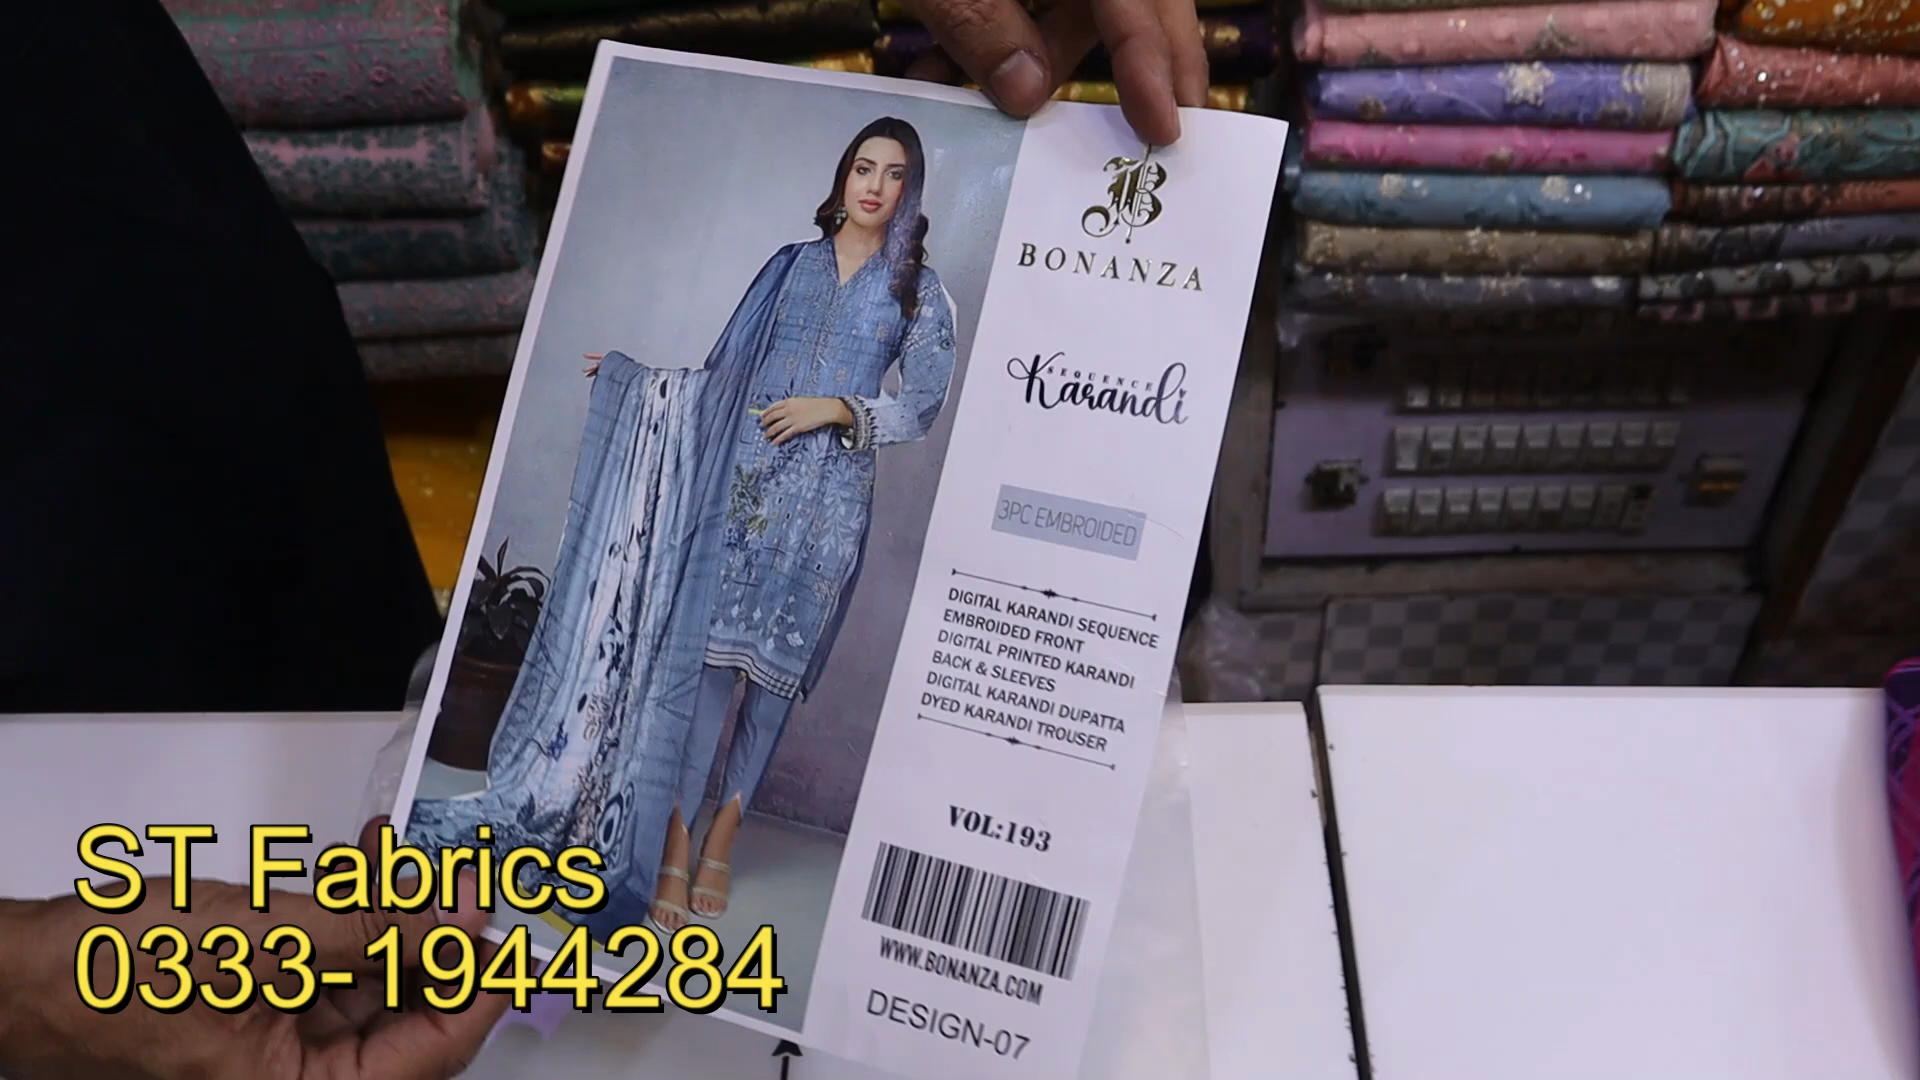 BONANZA
SEQUENCE
Karandi
3PC EMBROIDED
DIGITAL KARANDI SEQUENCE
EMBROIDED FRONT
DIGITAL PRINTED KARANDI
BACK & SLEEVES
DIGITAL KARANDI DUPATTA
DYED KARANDI TROUSER
VOL:193
WWW.BONANZA.COM
DESIGN-07
ST Fabrics
0333-1944284